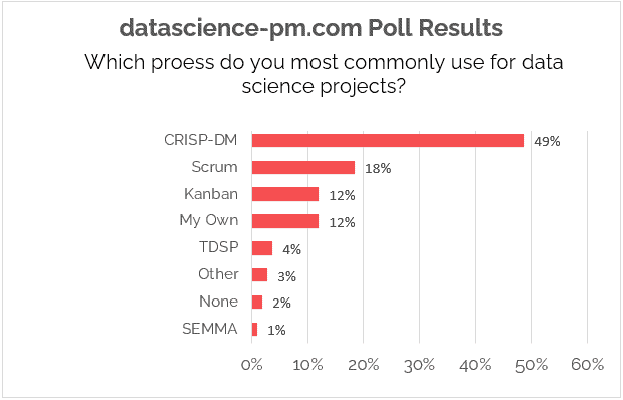 datascience-pm.com Poll Results
Which proess do you most commonly use for data
science projects?
CRISP-DM 49%
Scrum 18%
Kanban 12%
My Own 12%
TDSP 4%
Other 3%
None 2%
SEMMA 1%
0% 10% 20% 30% 40% 50% 60%